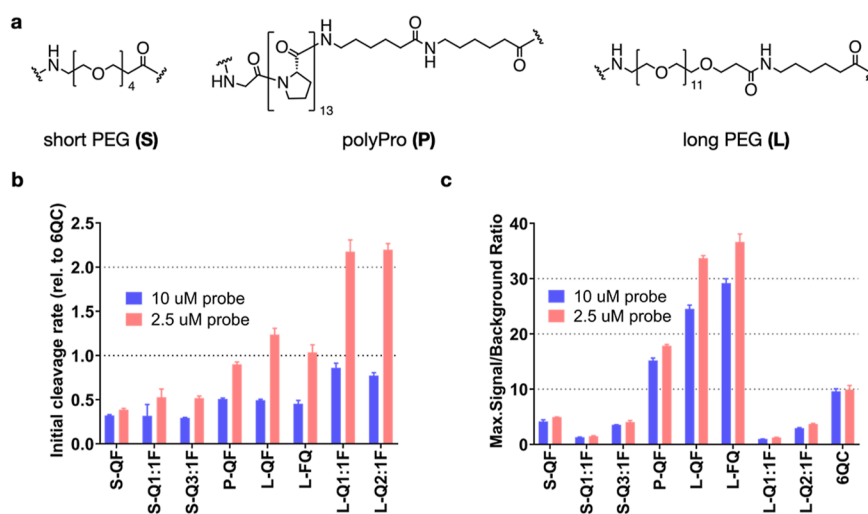 a
H
N
O
O
4
short PEG (S)
HN
O
N
O
13
H
N
O
N
H
O
polyPro (P)
N
H
O
11
O
O
H
N
O
long PEG (L)
b
Initial cleavage rate (rel. to 6QC)
2.5
2.0
1.5
1.0
0.5
0.0
10 uM probe
2.5 uM probe
S-QF
S-Q1:1F
S-Q3:1F
P-QF
L-QF
L-FQ
L-Q1:1F
L-Q2:1F
c
Max.Signal/Background Ratio
40
30
20
10
0
10 uM probe
2.5 uM probe
S-QF
S-Q1:1F
S-Q3:1F
P-QF
L-QF
L-FQ
L-Q1:1F
L-Q2:1F
6QC